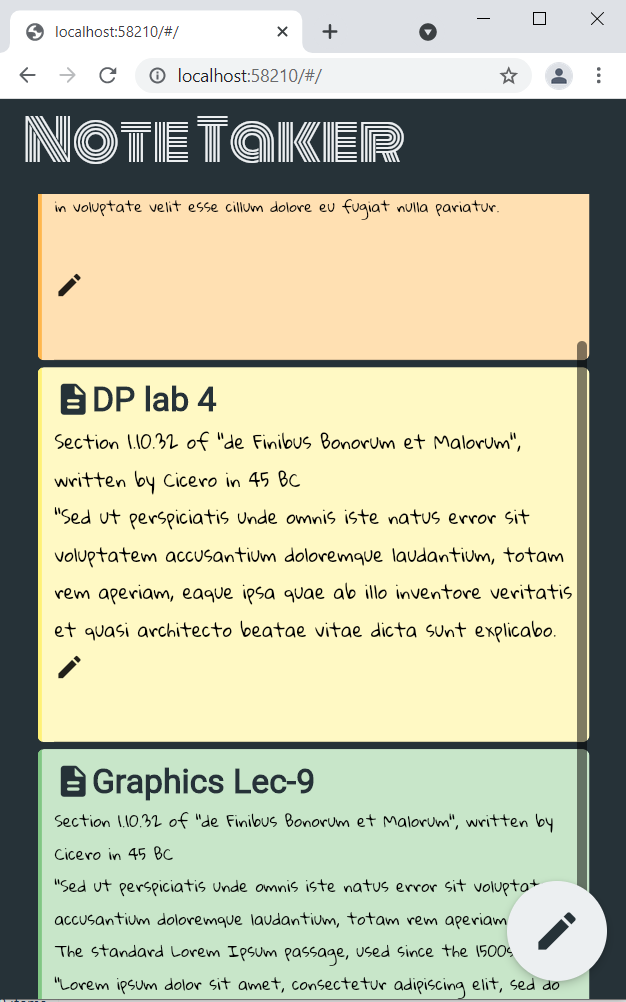 localhost:58210/#/
localhost:58210/#/
NoteTaker
in voluptate velit esse cillum dolore eu fugiat nulla pariatur.
DP lab 4
Section 1.10.32 of "de Finibus Bonorum et Malorum",
written by Cicero in 45 BC
"Sed ut perspiciatis unde omnis iste natus error sit
voluptatem accusantium doloremque laudantium, totam
rem aperiam, eaque ipsa quae ab illo inventore veritatis
et quasi architecto beatae vitae dicta sunt explicabo.
Graphics Lec-9
Section 1.10.32 of "de Finibus Bonorum et Malorum", written by
Cicero in 45 BC
"Sed ut perspiciatis unde omnis iste natus error sit
accusantium doloremque laudantium, totam rem aperiam
The standard Lorem Ipsum passage, used since the 1500s
"Lorem ipsum dolor sit amet, consectetur adipiscing elit, sed do